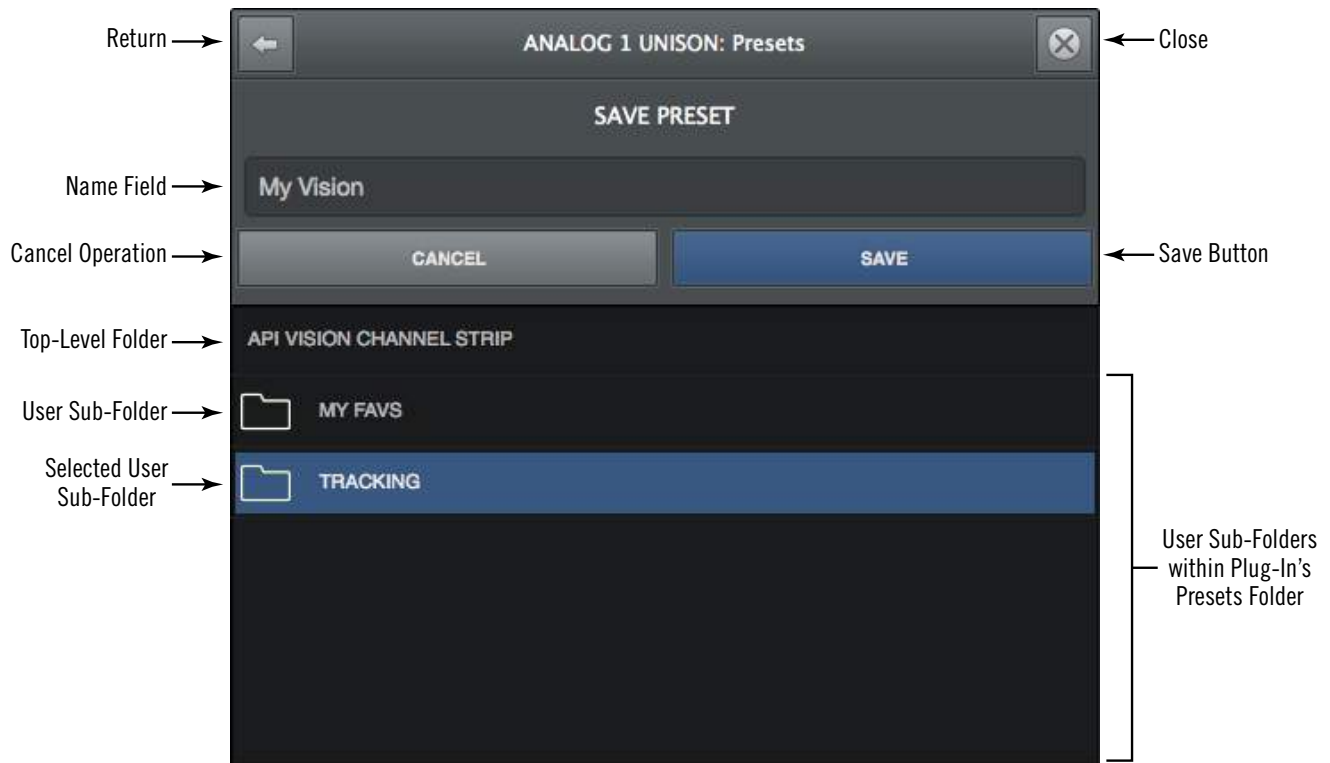 Return
ANALOG 1 UNISON: Presets
Close
SAVE PRESET
Name Field
My Vision
Cancel Operation
CANCEL
SAVE
Save Button
Top-Level Folder
API VISION CHANNEL STRIP
User Sub-Folder
MY FAVS
Selected User
Sub-Folder
TRACKING
User Sub-Folders
within Plug-In's
Presets Folder